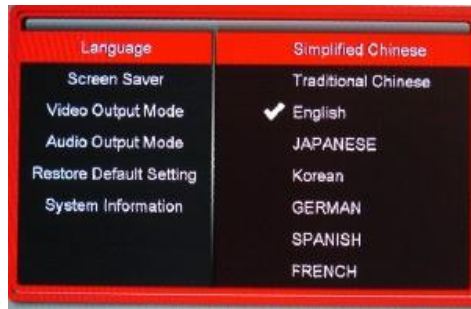 Language
Screen Saver
Video Output Mode
Audio Output Mode
Restore Default Setting
System Information
Simplified Chinese
Traditional Chinese
English
JAPANESE
Korean
GERMAN
SPANISH
FRENCH